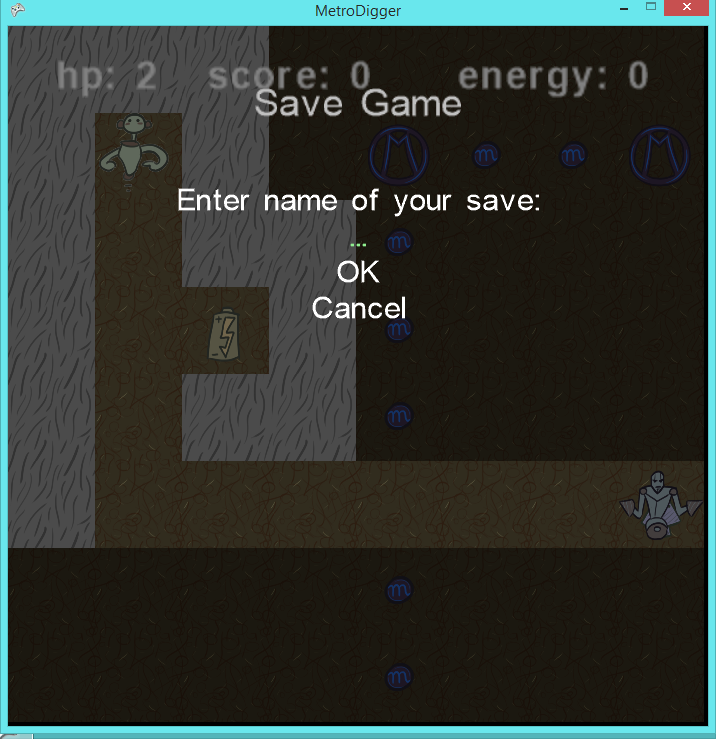 MetroDigger
hp: 2 score: 0 energy: 0
Save Game
M m m M
Enter name of your save:
... m
OK
Cancel
m
m
+
-
m
m